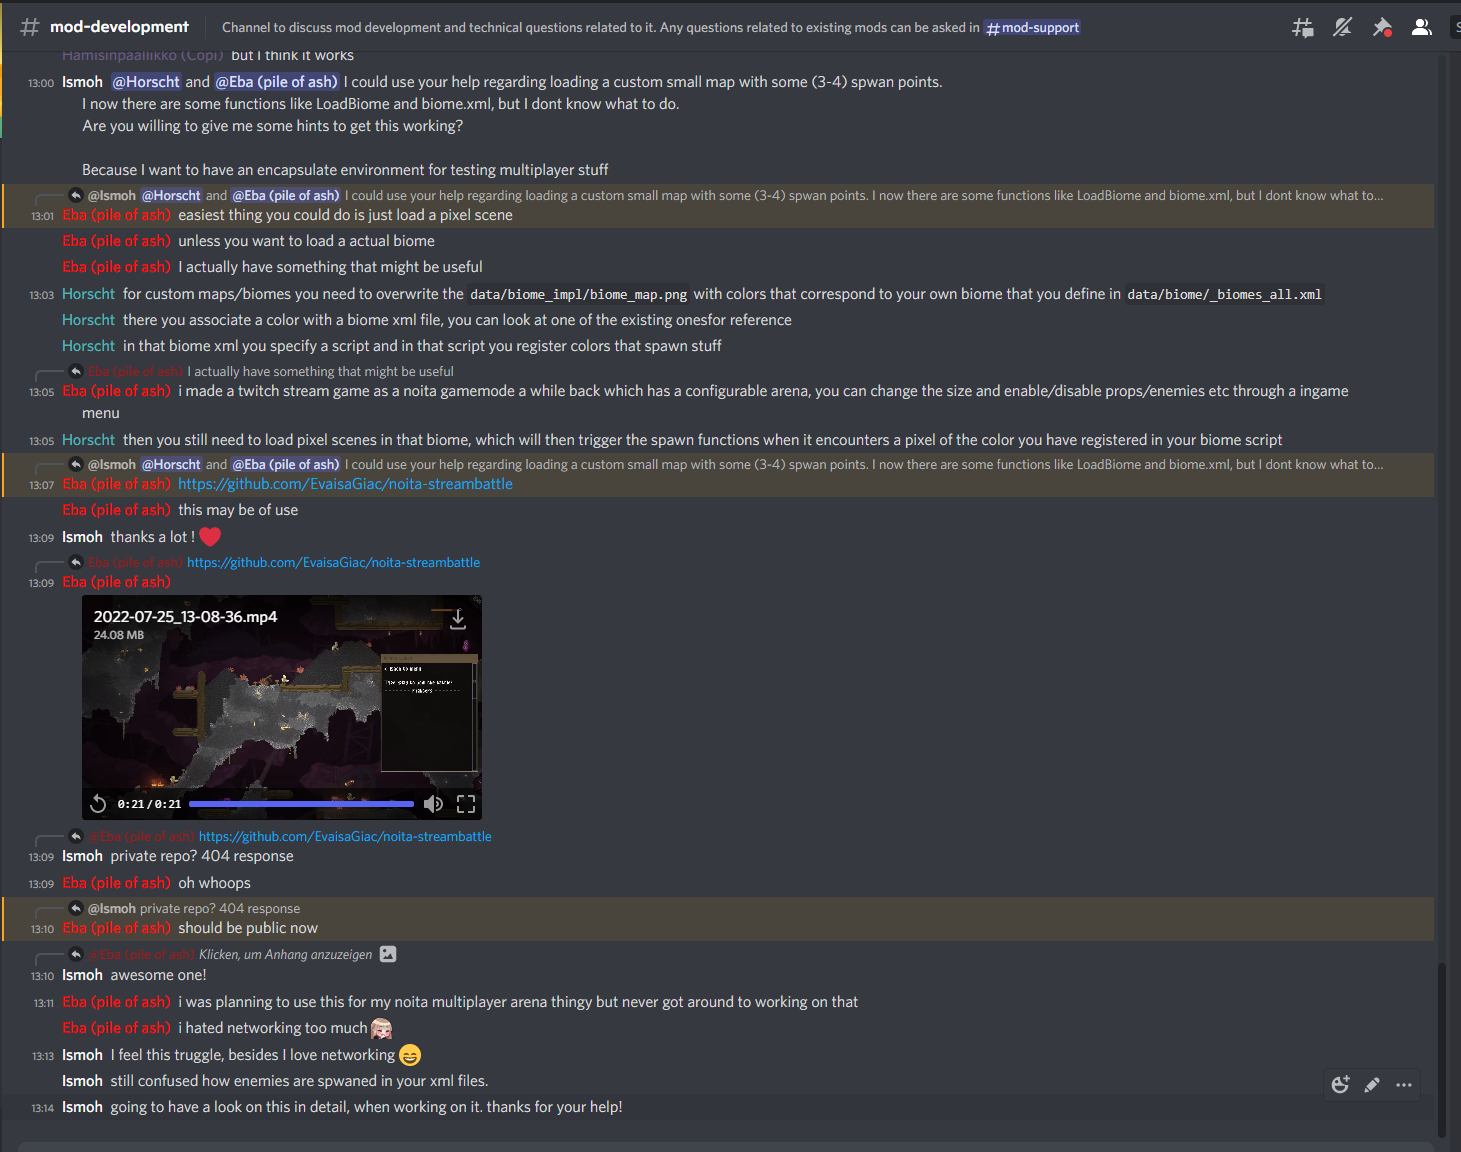 mod-development
Channel to discuss mod development and technical questions related to it. Any questions related to existing mods can be asked in #mod-support
Hämisinpäällikkö (Copi) but I think it works
13:00 Ismoh @Horscht and @Eba (pile of ash) I could use your help regarding loading a custom small map with some (3-4) spwan points.
I now there are some functions like LoadBiome and biome.xml, but I dont know what to do.
Are you willing to give me some hints to get this working?
Because I want to have an encapsulate environment for testing multiplayer stuff
@Ismoh @Horscht and @Eba (pile of ash) I could use your help regarding loading a custom small map with some (3-4) spwan points. I now there are some functions like LoadBiome and biome.xml, but I dont know what to...
13:01 Eba (pile of ash) easiest thing you could do is just load a pixel scene
Eba (pile of ash) unless you want to load a actual biome
Eba (pile of ash) I actually have something that might be useful
13:03 Horscht for custom maps/biomes you need to overwrite the data/biome_impl/biome_map.png with colors that correspond to your own biome that you define in data/biome/_biomes_all.xml
Horscht there you associate a color with a biome xml file, you can look at one of the existing onesfor reference
Horscht in that biome xml you specify a script and in that script you register colors that spawn stuff
Eba (pile of ash) I actually have something that might be useful
13:05 Eba (pile of ash) i made a twitch stream game as a noita gamemode a while back which has a configurable arena, you can change the size and enable/disable props/enemies etc through a ingame
menu
13:05 Horscht then you still need to load pixel scenes in that biome, which will then trigger the spawn functions when it encounters a pixel of the color you have registered in your biome script
@Ismoh @Horscht and @Eba (pile of ash) I could use your help regarding loading a custom small map with some (3-4) spwan points. I now there are some functions like LoadBiome and biome.xml, but I dont know what to...
13:07 Eba (pile of ash) https://github.com/EvaisaGiac/noita-streambattle
Eba (pile of ash) this may be of use
13:09 Ismoh thanks a lot !
Eba (pile of ash) https://github.com/EvaisaGiac/noita-streambattle
13:09 Eba (pile of ash)
2022-07-25_13-08-36.mp4
24.08 MB
0:21/0:21
@Eba (pile of ash) https://github.com/EvaisaGiac/noita-streambattle
13:09 Ismoh private repo? 404 response
13:09 Eba (pile of ash) oh whoops
@Ismoh private repo? 404 response
13:10 Eba (pile of ash) should be public now
@Eba (pile of ash) Klicken, um Anhang anzuzeigen
13:10 Ismoh awesome one!
13:11 Eba (pile of ash) i was planning to use this for my noita multiplayer arena thingy but never got around to working on that
Eba (pile of ash) i hated networking too much
13:13 Ismoh I feel this truggle, besides I love networking
Ismoh still confused how enemies are spwaned in your xml files.
13:14 Ismoh going to have a look on this in detail, when working on it. thanks for your help!